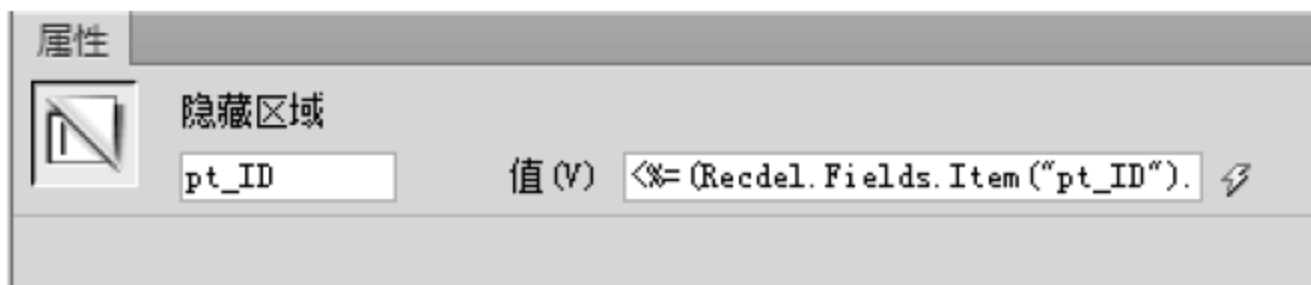 属性
隐藏区域
pt_ID 值(V) <%=(Recdel.Fields.Item("pt_ID").